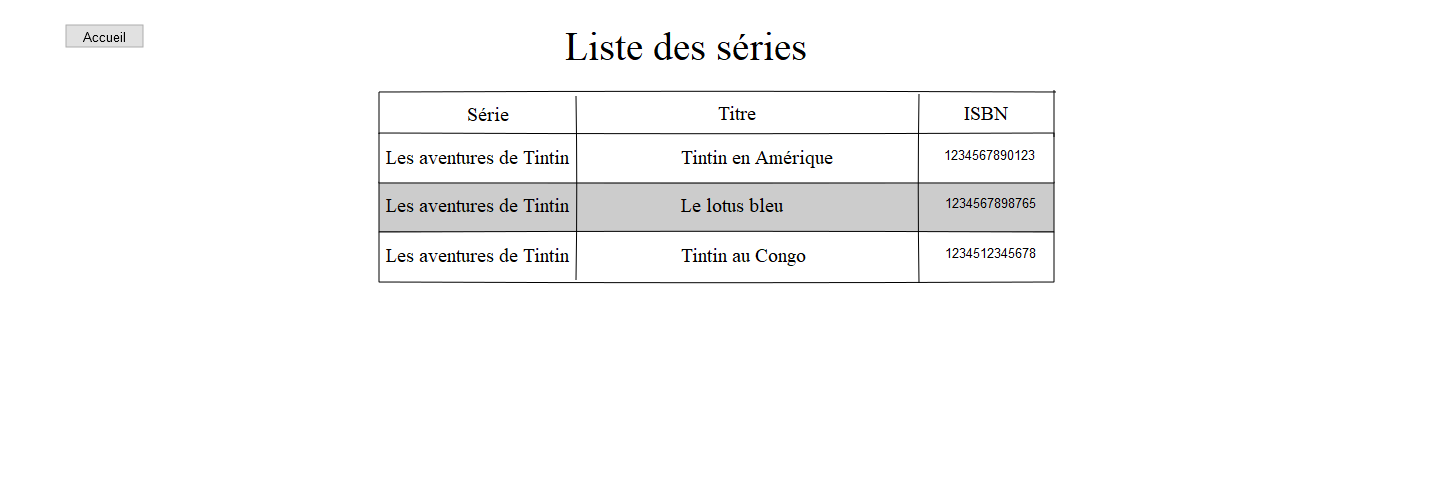 Accueil
Liste des séries
Série Titre ISBN
Les aventures de Tintin Tintin en Amérique 1234567890123
Les aventures de Tintin Le lotus bleu 1234567898765
Les aventures de Tintin Tintin au Congo 1234512345678